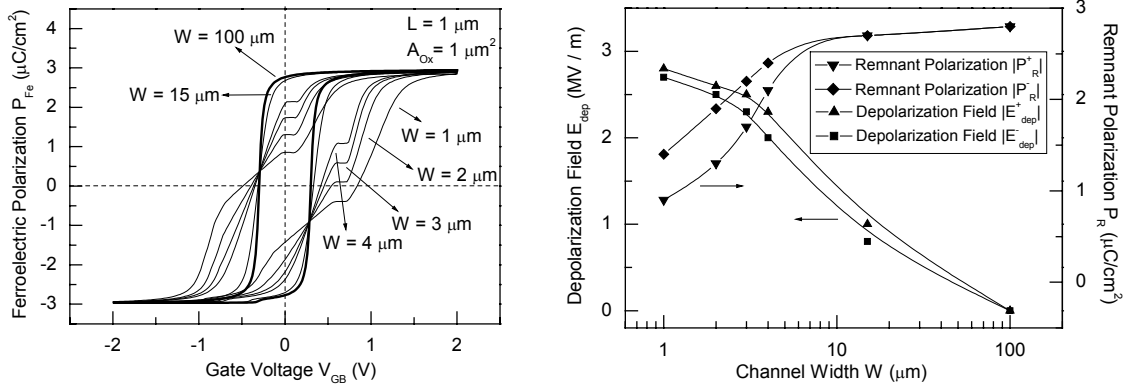 Ferroelectric Polarization P_Fe (μC/cm²)
4
3
2
1
0
-1
-2
-3
W = 100 μm
L = 1 μm
A_Ox = 1 μm²
W = 15 μm
W = 1 μm
W = 2 μm
W = 3 μm
W = 4 μm
-2
-1
0
1
2
Gate Voltage V_GB (V)
Depolarization Field E_dep (MV / m)
3
2
1
0
Remnant Polarization |P⁺_R|
Remnant Polarization |P⁻_R|
Depolarization Field |E⁺_dep|
Depolarization Field |E⁻_dep|
3
2
1
0
Remnant Polarization P_R (μC/cm²)
1
10
100
Channel Width W (μm)